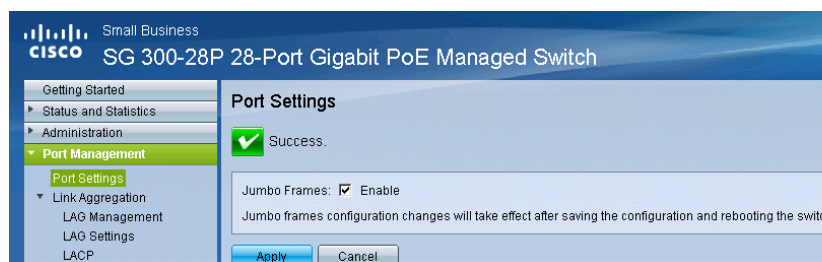 Small Business
CISCO SG 300-28P 28-Port Gigabit PoE Managed Switch
Getting Started
Status and Statistics
Administration
Port Management
Port Settings
Link Aggregation
LAG Management
LAG Settings
LACP
Port Settings
Success.
Jumbo Frames: Enable
Jumbo frames configuration changes will take effect after saving the configuration and rebooting the
Apply Cancel